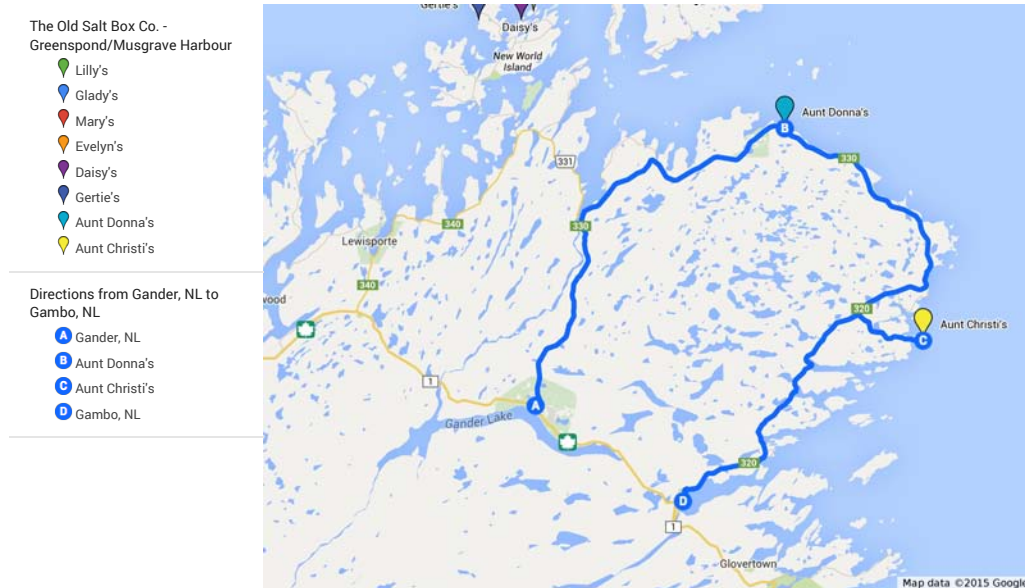 The Old Salt Box Co. -
Greenspond/Musgrave Harbour
Lilly's
Glady's
Mary's
Evelyn's
Daisy's
Gertie's
Aunt Donna's
Aunt Christi's
Directions from Gander, NL to
Gambo, NL
A Gander, NL
B Aunt Donna's
C Aunt Christi's
D Gambo, NL
Gertie's
Daisy's
New World
Island
Aunt Donna's
B
330
331
330
340
Lewisporte
340
wood
320
Aunt Christi's
C
1
A
Gander Lake
320
D
1
Glovertown
Map data ©2015 Google